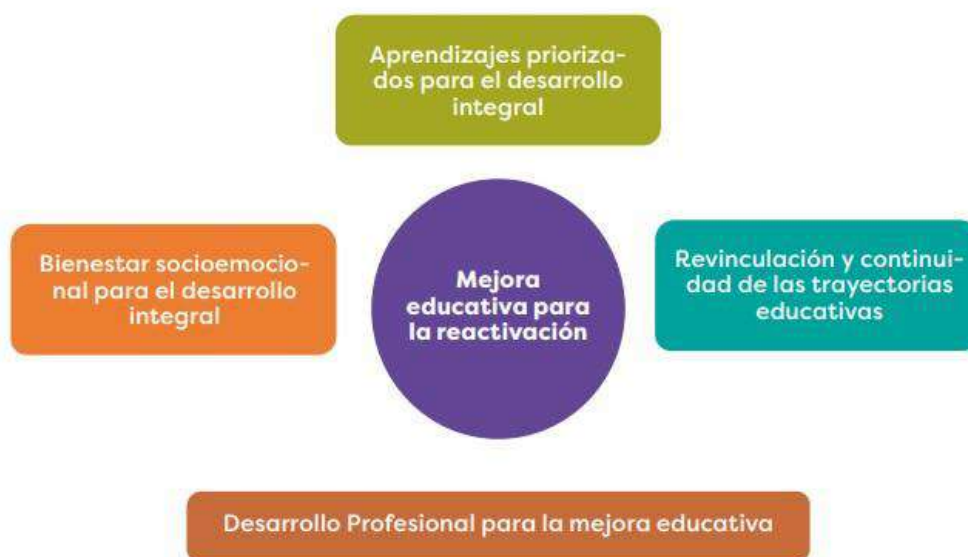 Aprendizajes prioriza-
dos para el desarrollo
integral
Bienestar socioemocio-
nal para el desarrollo
integral
Mejora
educativa para
la reactivación
Revinculación y continui-
dad de las trayectorias
educativas
Desarrollo Profesional para la mejora educativa